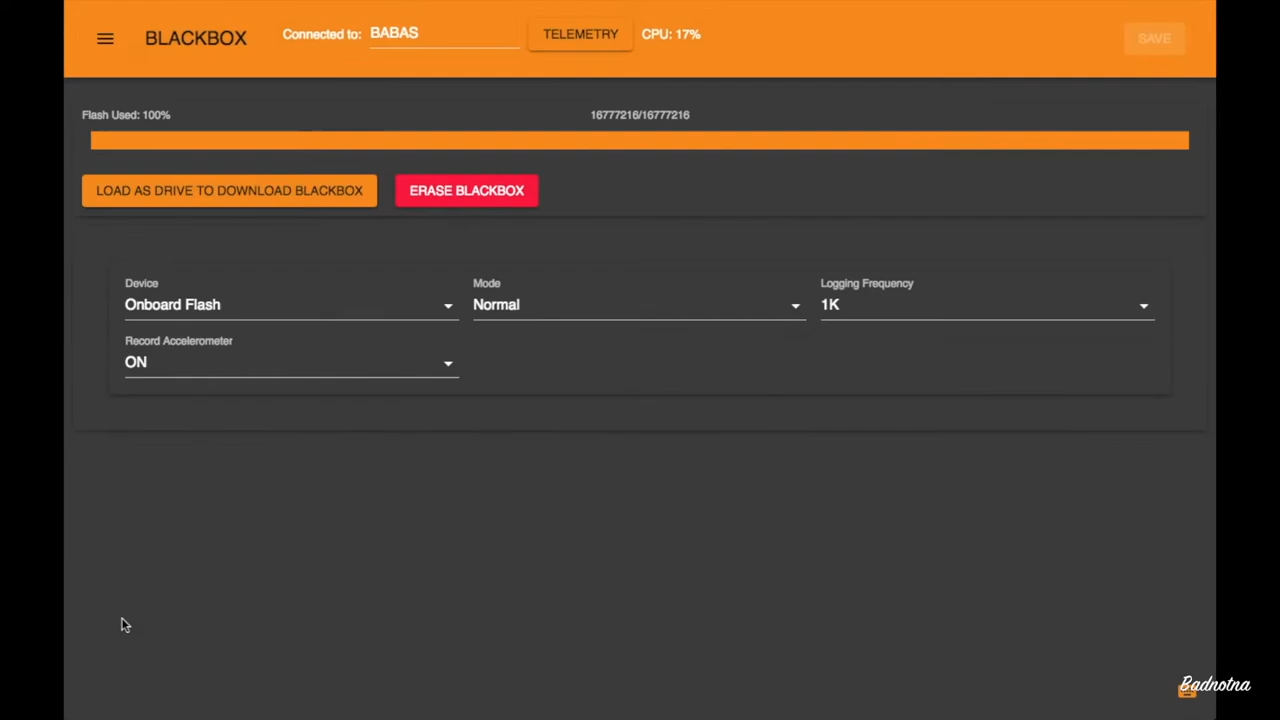 BLACKBOX
Connected to: BABAS
TELEMETRY
CPU: 17%
SAVE
Flash Used: 100%
16777216/16777216
LOAD AS DRIVE TO DOWNLOAD BLACKBOX
ERASE BLACKBOX
Device
Mode
Logging Frequency
Onboard Flash
Normal
1K
Record Accelerometer
ON
Badnotna